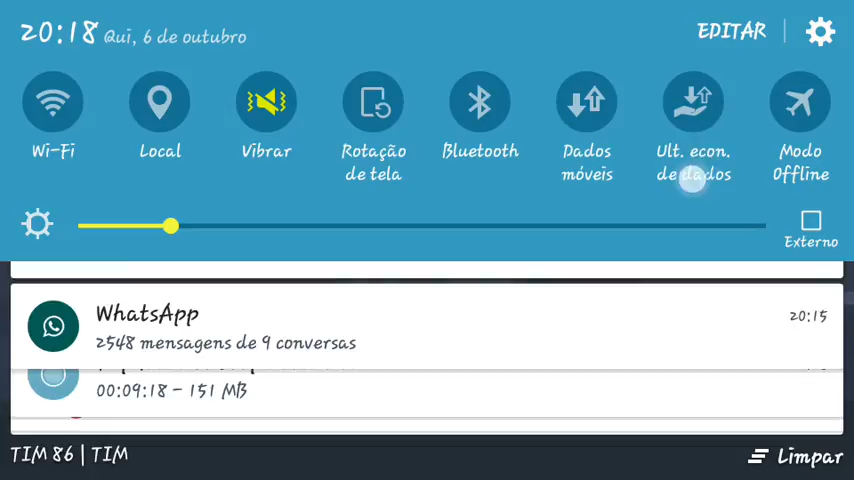 20:18 Qui, 6 de outubro
EDITAR
Wi-Fi
Local
Vibrar
Rotação
de tela
Bluetooth
Dados
móveis
Ult. econ.
de dados
Modo
Offline
Externo
WhatsApp
20:15
2548 mensagens de 9 conversas
00:09:18 - 151 MB
TIM 86 | TIM
Limpar